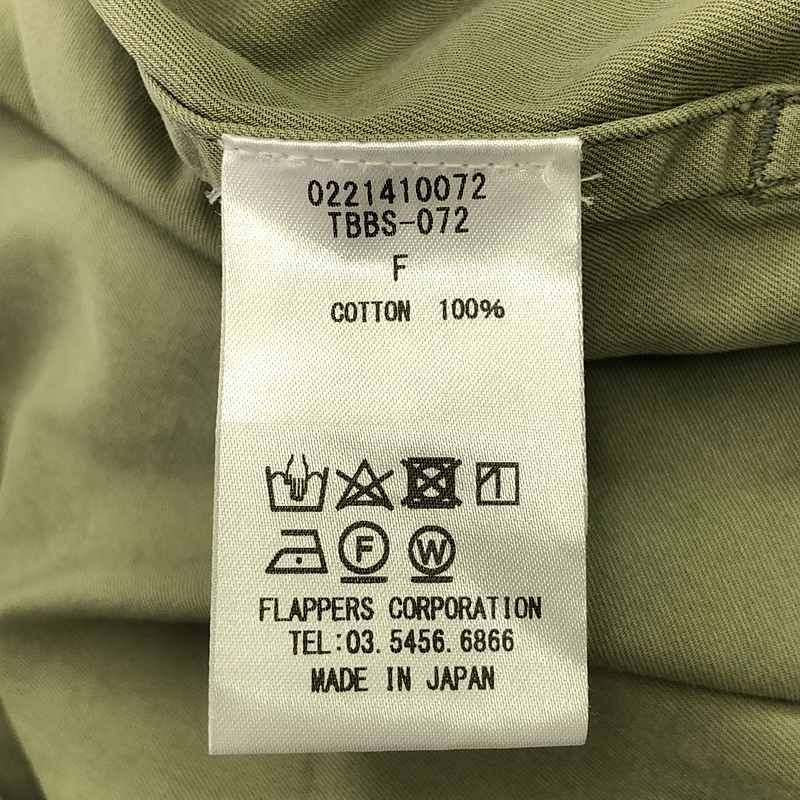 0221410072
TBBS-072
F
COTTON 100%
F W
FLAPPERS CORPORATION
TEL:03.5456.6866
MADE IN JAPAN